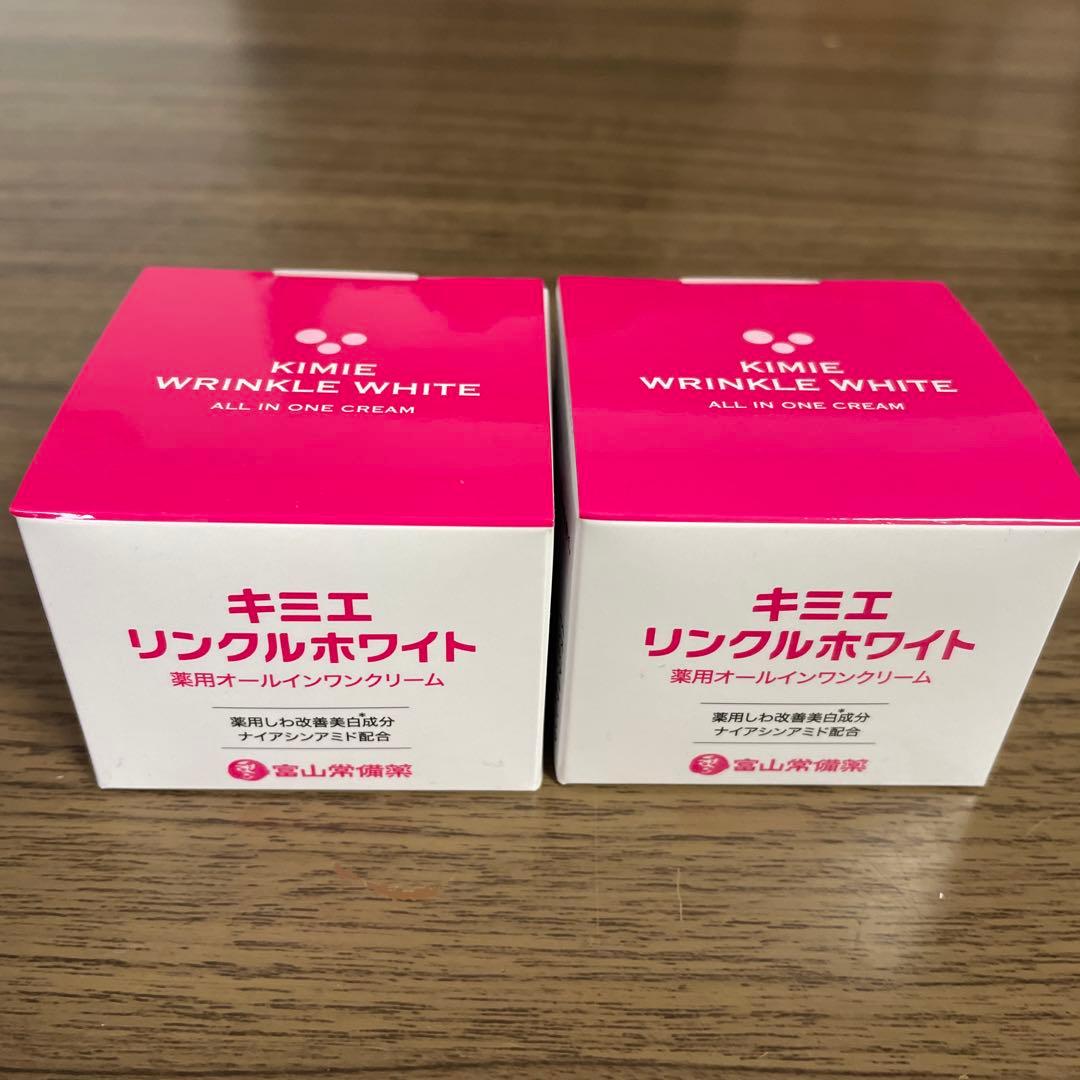 KIMIE
WRINKLE WHITE
ALL IN ONE CREAM
キミエ
リンクルホワイト
薬用オールインワンクリーム
薬用しわ改善美白*成分
ナイアシンアミド配合
富山常備薬
KIMIE
WRINKLE WHITE
ALL IN ONE CREAM
キミエ
リンクルホワイト
薬用オールインワンクリーム
薬用しわ改善美白*成分
ナイアシンアミド配合
富山常備薬